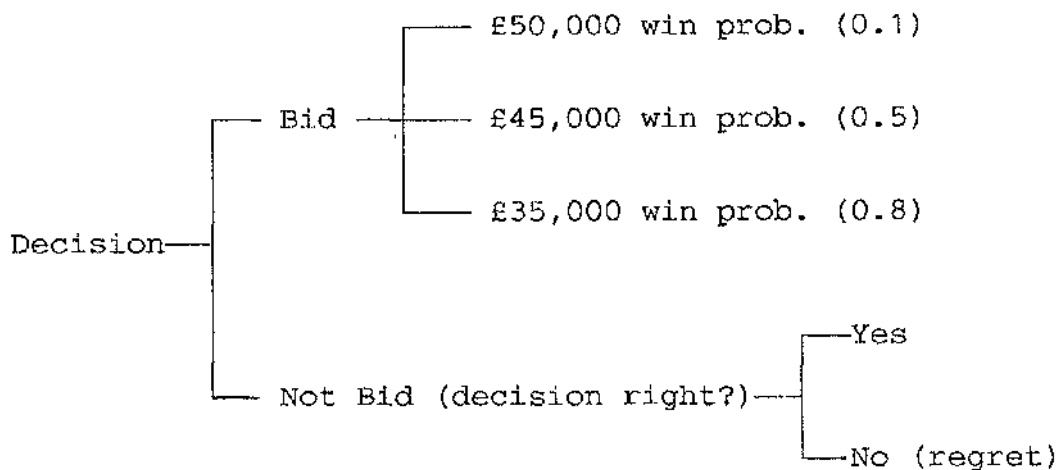 £50,000 win prob. (0.1)
Bid
£45,000 win prob. (0.5)
£35,000 win prob. (0.8)
Decision
Yes
Not Bid (decision right?)
No (regret)